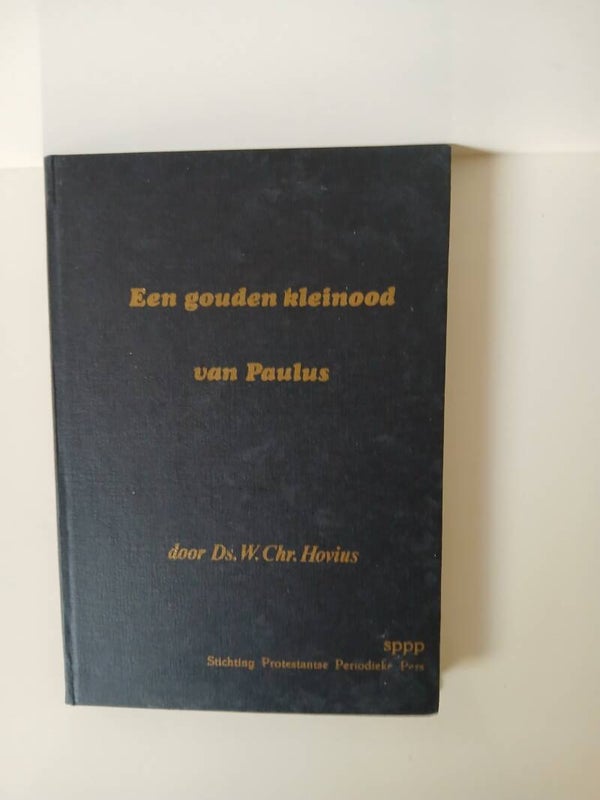 Een gouden kleinood
van Paulus
door Ds. W. Chr. Hovius
sppp
Stichting Protestantse Periodieke Pers